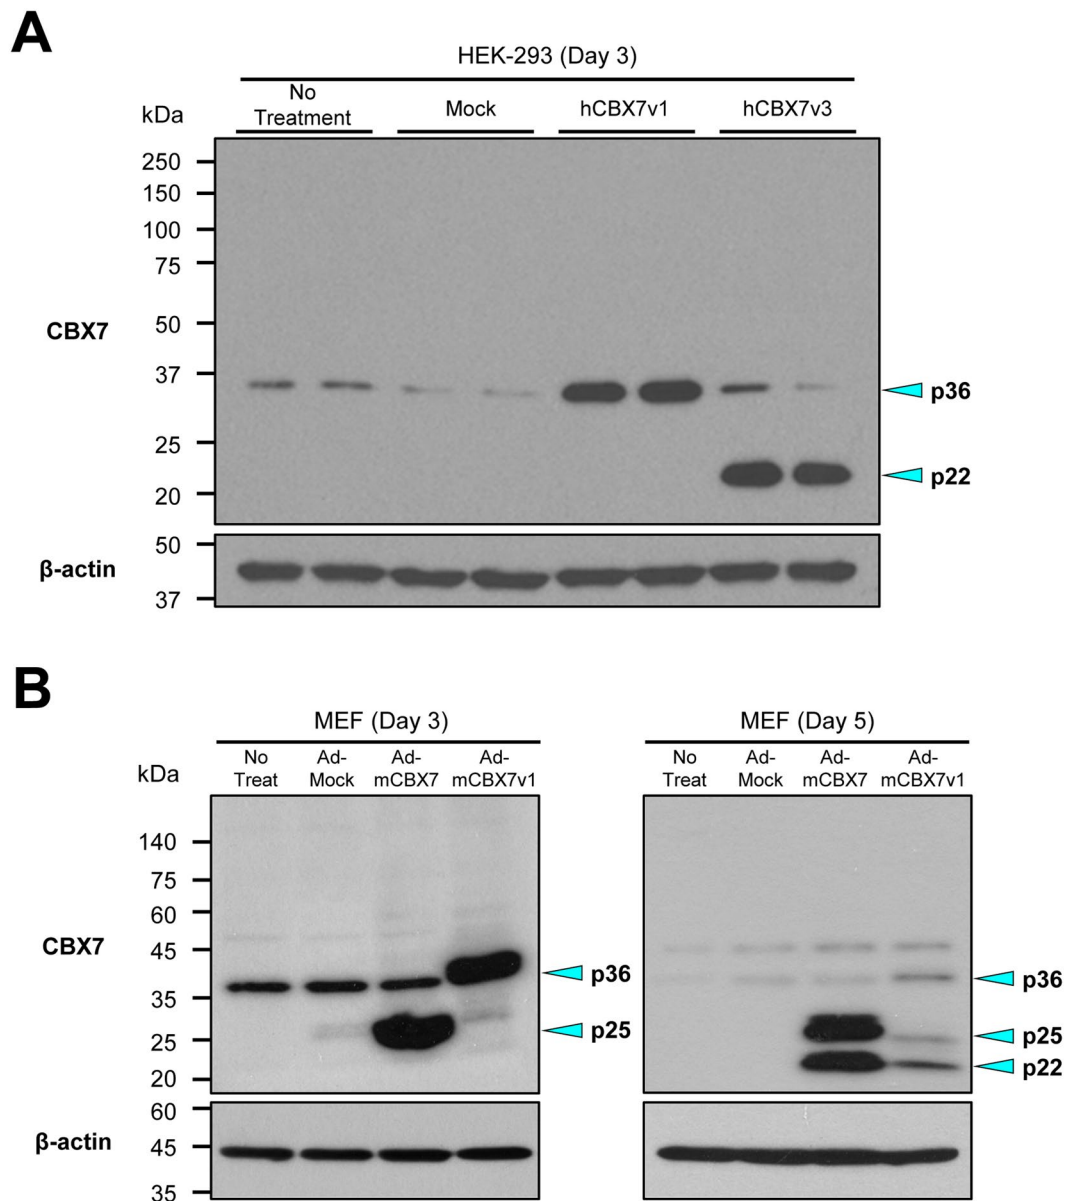 A
HEK-293 (Day 3)
kDa
No
Treatment
Mock
hCBX7v1
hCBX7v3
250
150
100
75
50
37
25
20
CBX7
p36
p22
50
37
β-actin
B
MEF (Day 3)
kDa
No
Treat
Ad-
Mock
Ad-
mCBX7
Ad-
mCBX7v1
140
75
60
45
35
25
20
CBX7
p36
p25
60
45
35
β-actin
MEF (Day 5)
No
Treat
Ad-
Mock
Ad-
mCBX7
Ad-
mCBX7v1
p36
p25
p22